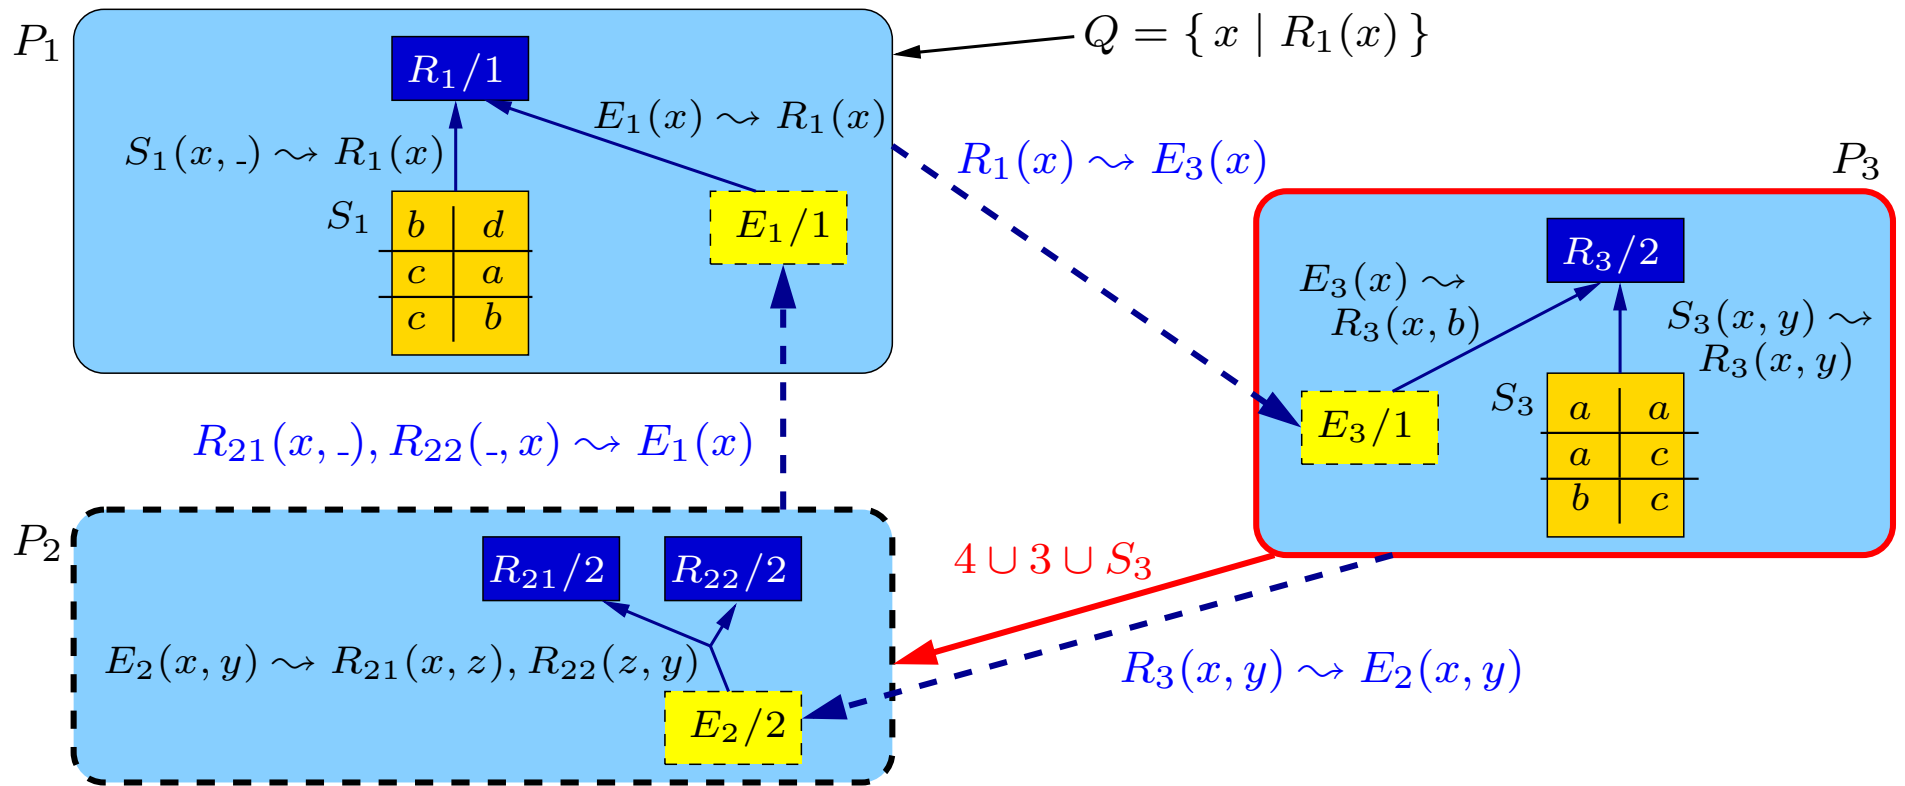 P₁
R₁/1
Q = { x | R₁(x) }
E₁(x) ⇝ R₁(x)
S₁(x, _) ⇝ R₁(x)
R₁(x) ⇝ E₃(x)
P₃
S₁
b d
c a
c b
E₁/1
R₃/2
E₃(x) ⇝
R₃(x, b)
S₃(x, y) ⇝
R₃(x, y)
S₃
a a
a c
b c
E₃/1
R₂₁(x, _), R₂₂(_, x) ⇝ E₁(x)
P₂
R₂₁/2
R₂₂/2
4 ∪ 3 ∪ S₃
E₂(x, y) ⇝ R₂₁(x, z), R₂₂(z, y)
R₃(x, y) ⇝ E₂(x, y)
E₂/2